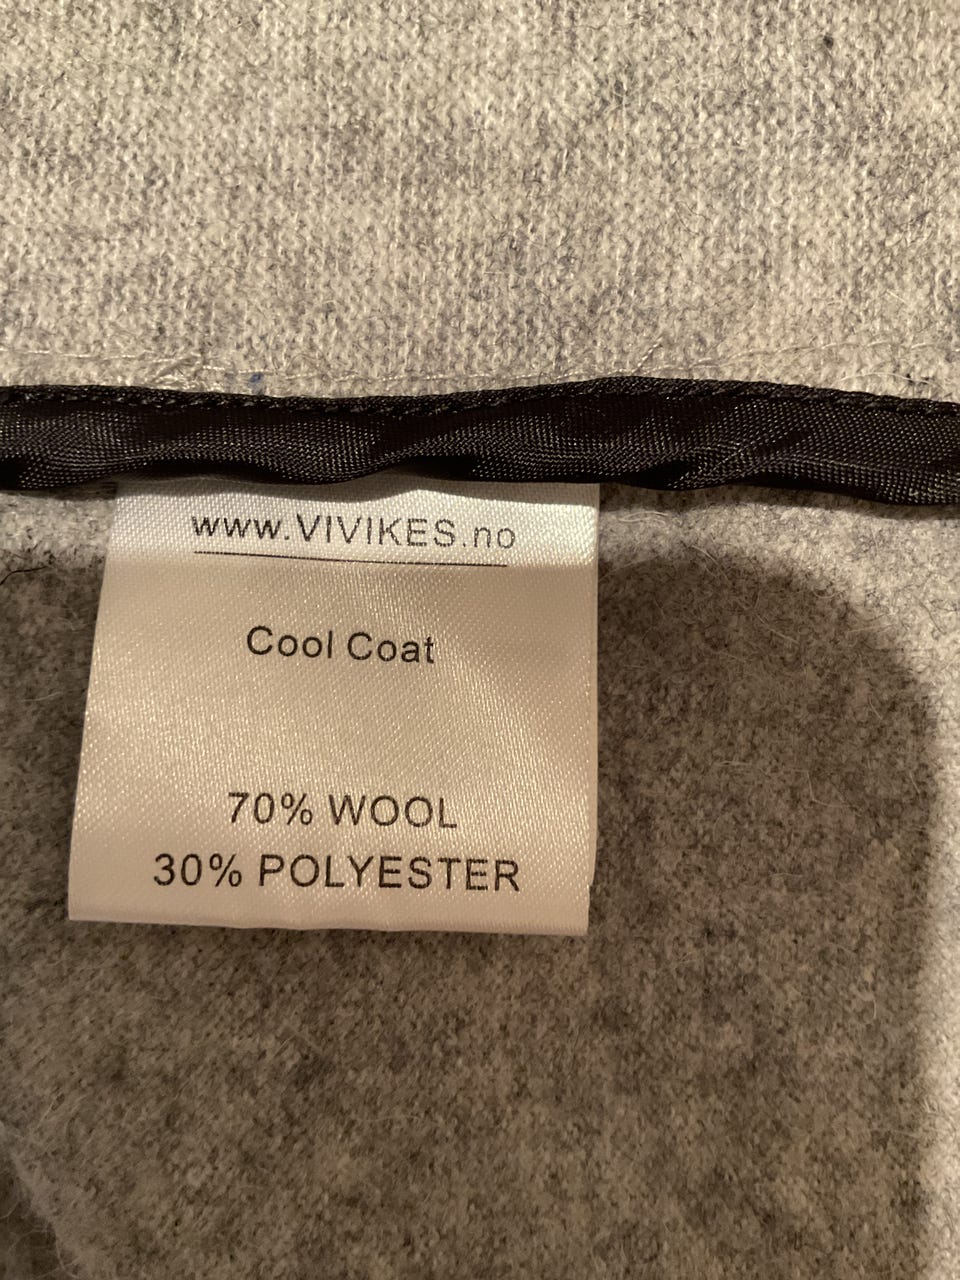 www.VIVIKES.no
Cool Coat
70% WOOL
30% POLYESTER